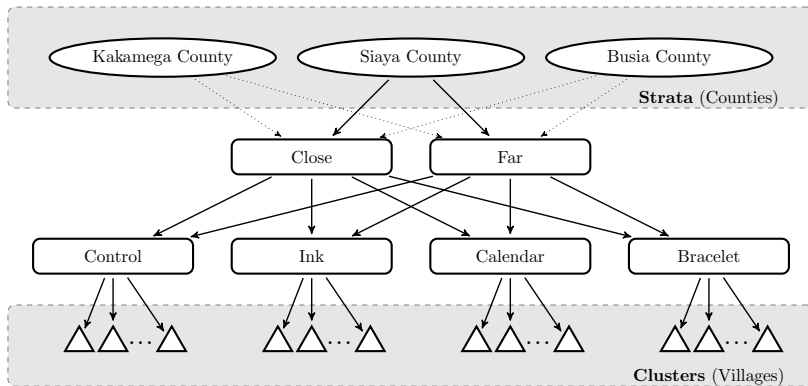 Kakamega County
Siaya County
Busia County
Strata (Counties)
Close
Far
Control
Ink
Calendar
Bracelet
...
...
...
...
Clusters (Villages)